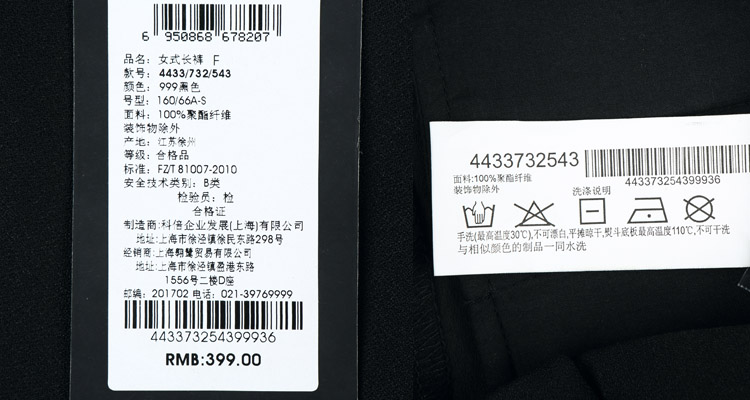 6 950868 678207
品名: 女式长裤 F
款号: 4433/732/543
颜色: 999黑色
号型: 160/66A-S
面料: 100%聚酯纤维
装饰物除外
产地: 江苏徐州
等级: 合格品
标准: FZ/T 81007-2010
安全技术类别: B类
检验员: 检
合格证
制造商: 科倍企业发展(上海)有限公司
地址:上海市徐泾镇徐民东路298号
经销商: 上海翱鹭贸易有限公司
地址:上海市徐泾镇盈港东路
1556号二楼D座
邮编: 201702 电话: 021-39769999
443373254399936
RMB:399.00
4433732543
443373254399936
面料:100%聚酯纤维
装饰物除外
洗涤说明
手洗(最高温度30℃),不可漂白,平摊晾干,熨斗底板最高温度110℃,不可干洗
与相似颜色的制品一同水洗